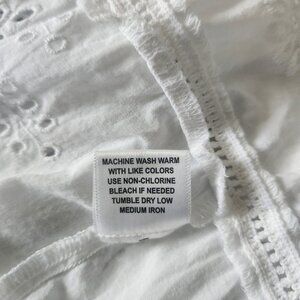 MACHINE WASH WARM
WITH LIKE COLORS
USE NON-CHLORINE
BLEACH IF NEEDED
TUMBLE DRY LOW
MEDIUM IRON